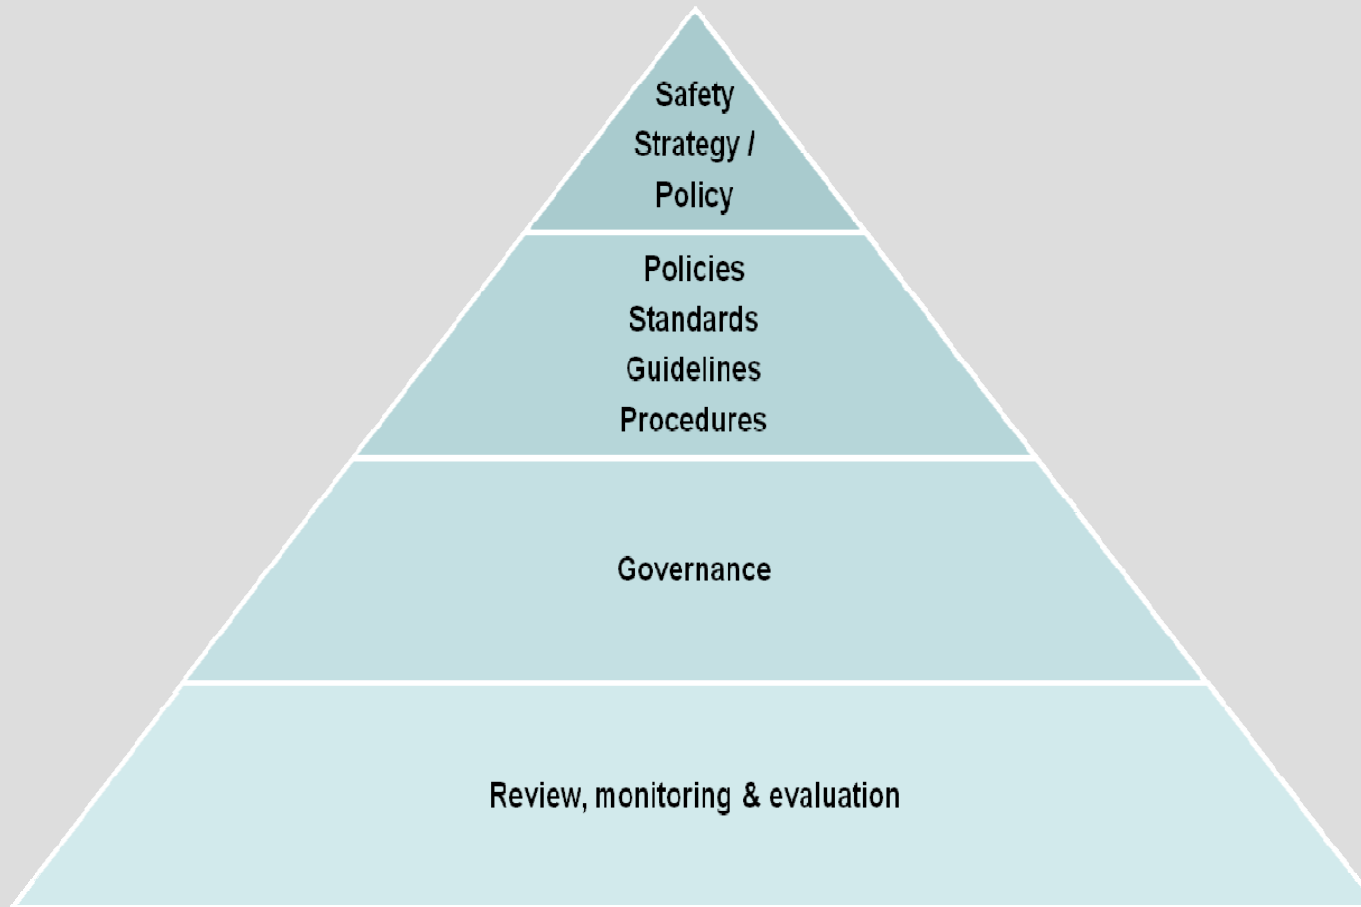 Safety
Strategy /
Policy
Policies
Standards
Guidelines
Procedures
Governance
Review, monitoring & evaluation